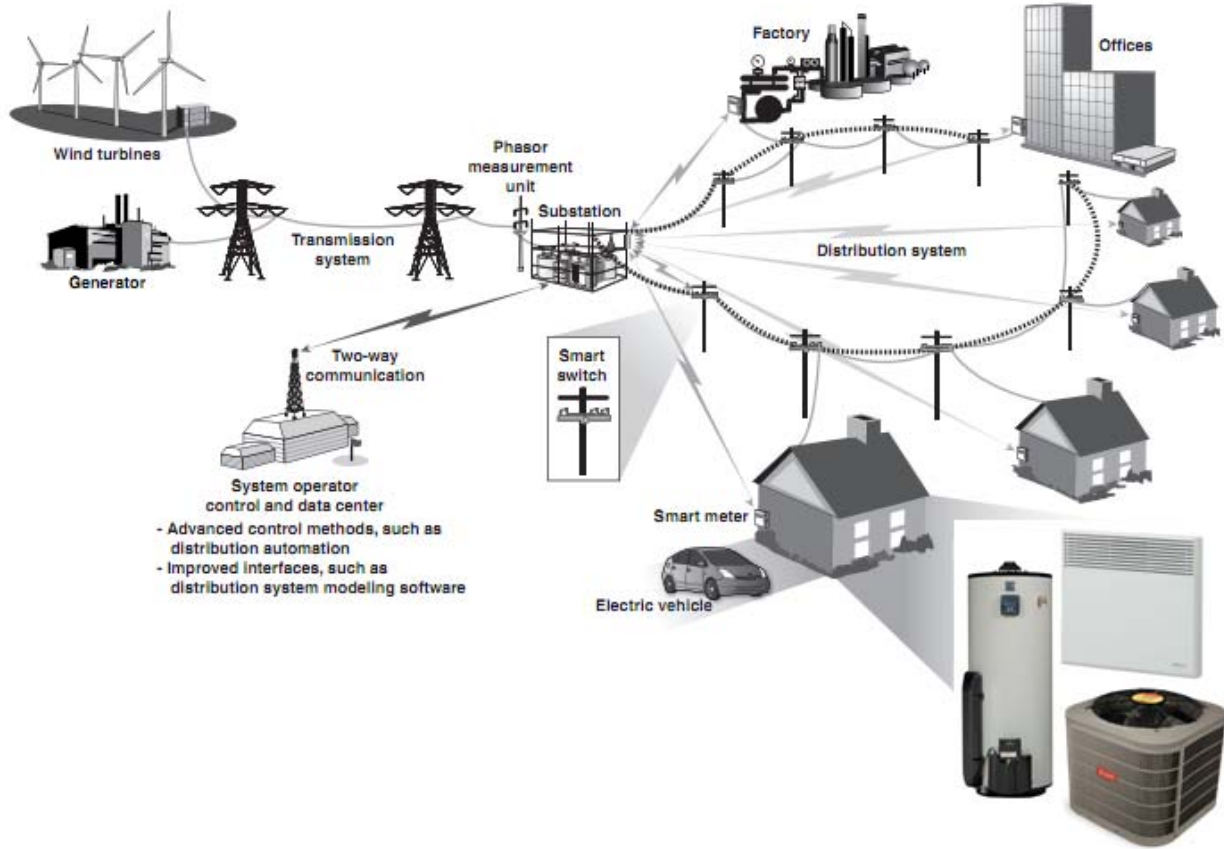 Factory
Offices
Wind turbines
Phasor
measurement
unit
Substation
Transmission
system
Generator
Distribution system
Two-way
communication
Smart
switch
System operator
control and data center
- Advanced control methods, such as
distribution automation
- Improved interfaces, such as
distribution system modeling software
Smart meter
Electric vehicle